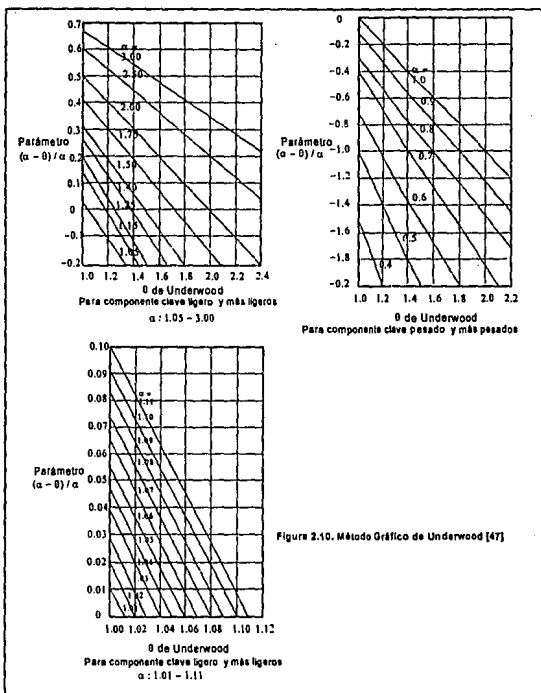 0.7
0.6
0.5
0.4
0.3
0.2
0.1
0
-0.1
-0.2
Parámetro
(α – θ) / α
α =
3.00
2.50
2.00
1.75
1.50
1.40
1.25
1.15
1.05
1.0 1.2 1.4 1.6 1.8 2.0 2.2 2.4
θ de Underwood
Para componente clave ligero y más ligeros
α : 1.05 – 3.00
0
-0.2
-0.4
-0.6
-0.8
-1.0
-1.2
-1.4
-1.6
-1.8
-0.2
Parámetro
(α – θ) / α
α =
1.0
0.9
0.8
0.7
0.6
0.5
0.4
1.0 1.2 1.4 1.6 1.8 2.0 2.2
θ de Underwood
Para componente clave pesado y más pesados
0.10
0.09
0.08
0.07
0.06
0.05
0.04
0.03
0.02
0.01
0
Parámetro
(α – θ) / α
α =
1.11
1.10
1.09
1.08
1.07
1.06
1.05
1.04
1.03
1.02
1.01
1.00 1.02 1.04 1.06 1.08 1.10 1.12
θ de Underwood
Para componente clave ligero y más ligeros
α : 1.01 – 1.11
Figura 2.10. Método Gráfico de Underwood [47]